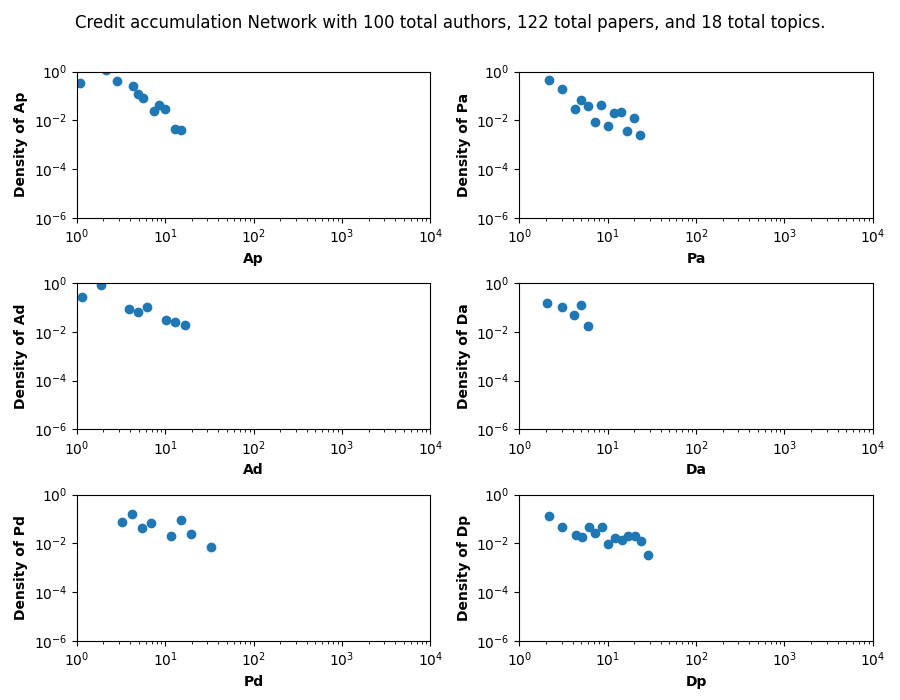 Credit accumulation Network with 100 total authors, 122 total papers, and 18 total topics.
Density of Ap
10^0
10^-2
10^-4
10^-6
10^0 10^1 10^2 10^3 10^4
Ap
Density of Pa
10^0
10^-2
10^-4
10^-6
10^0 10^1 10^2 10^3 10^4
Pa
Density of Ad
10^0
10^-2
10^-4
10^-6
10^0 10^1 10^2 10^3 10^4
Ad
Density of Da
10^0
10^-2
10^-4
10^-6
10^0 10^1 10^2 10^3 10^4
Da
Density of Pd
10^0
10^-2
10^-4
10^-6
10^0 10^1 10^2 10^3 10^4
Pd
Density of Dp
10^0
10^-2
10^-4
10^-6
10^0 10^1 10^2 10^3 10^4
Dp